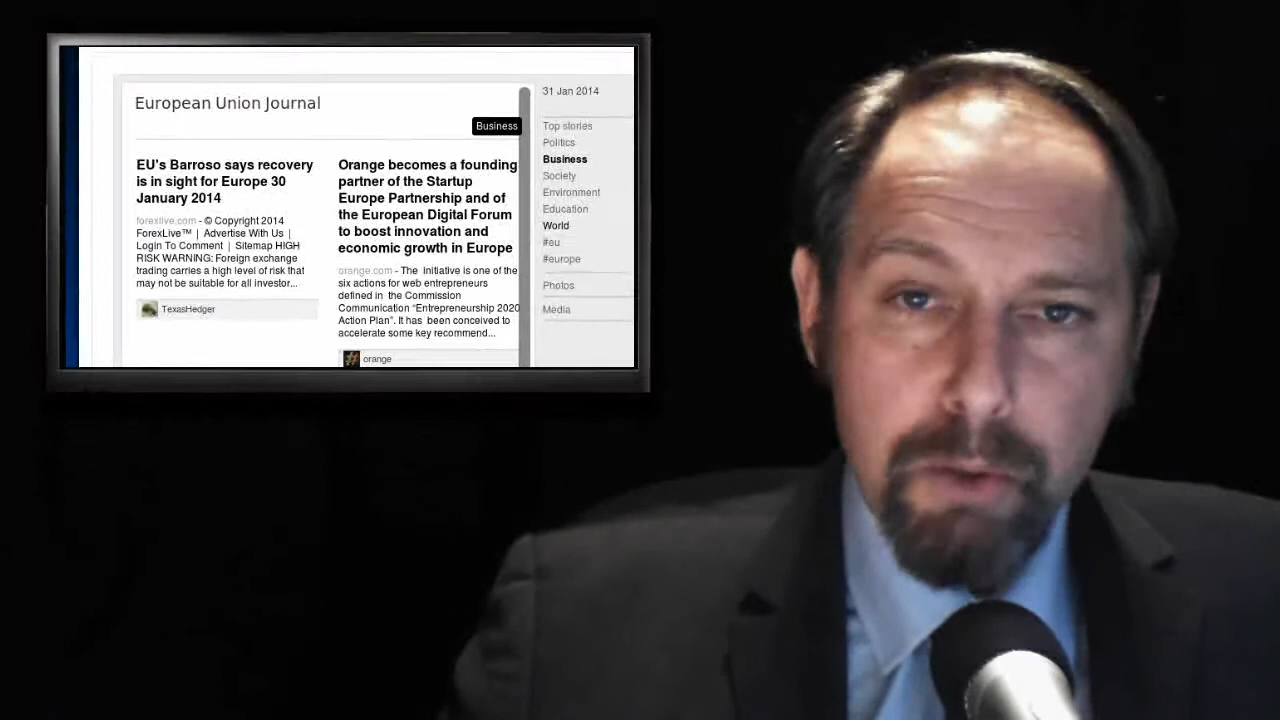 European Union Journal
Business
EU's Barroso says recovery
is in sight for Europe 30
January 2014
forexlive.com - © Copyright 2014
ForexLive™ | Advertise With Us |
Login To Comment | Sitemap HIGH
RISK WARNING: Foreign exchange
trading carries a high level of risk that
may not be suitable for all investor...
TexasHedger
Orange becomes a founding
partner of the Startup
Europe Partnership and of
the European Digital Forum
to boost innovation and
economic growth in Europe
orange.com - The initiative is one of the
six actions for web entrepreneurs
defined in the Commission
Communication “Entrepreneurship 2020
Action Plan”. It has been conceived to
accelerate some key recommend...
orange
31 Jan 2014
Top stories
Politics
Business
Society
Environment
Education
World
#eu
#europe
Photos
Media